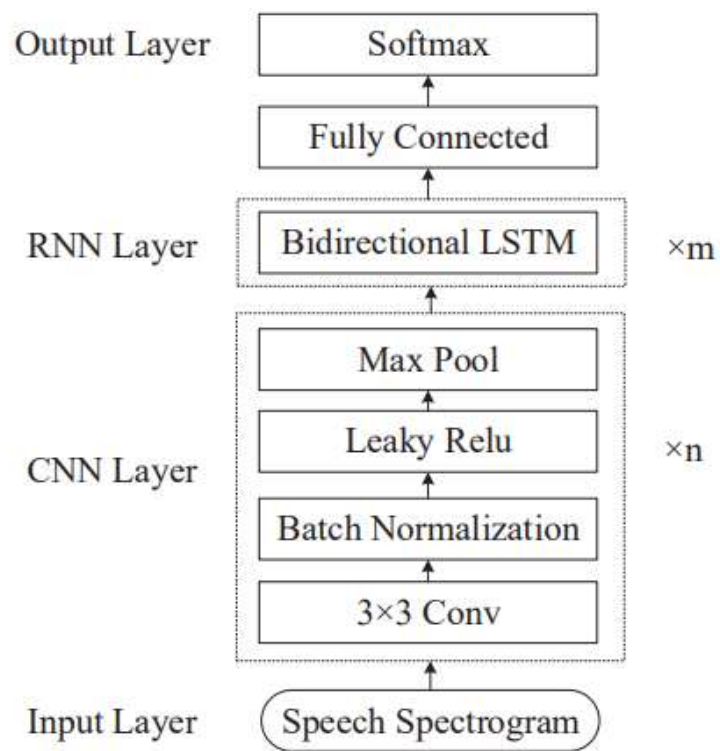 Output Layer
Softmax
Fully Connected
RNN Layer
Bidirectional LSTM
×m
Max Pool
Leaky Relu
×n
CNN Layer
Batch Normalization
3×3 Conv
Input Layer
Speech Spectrogram